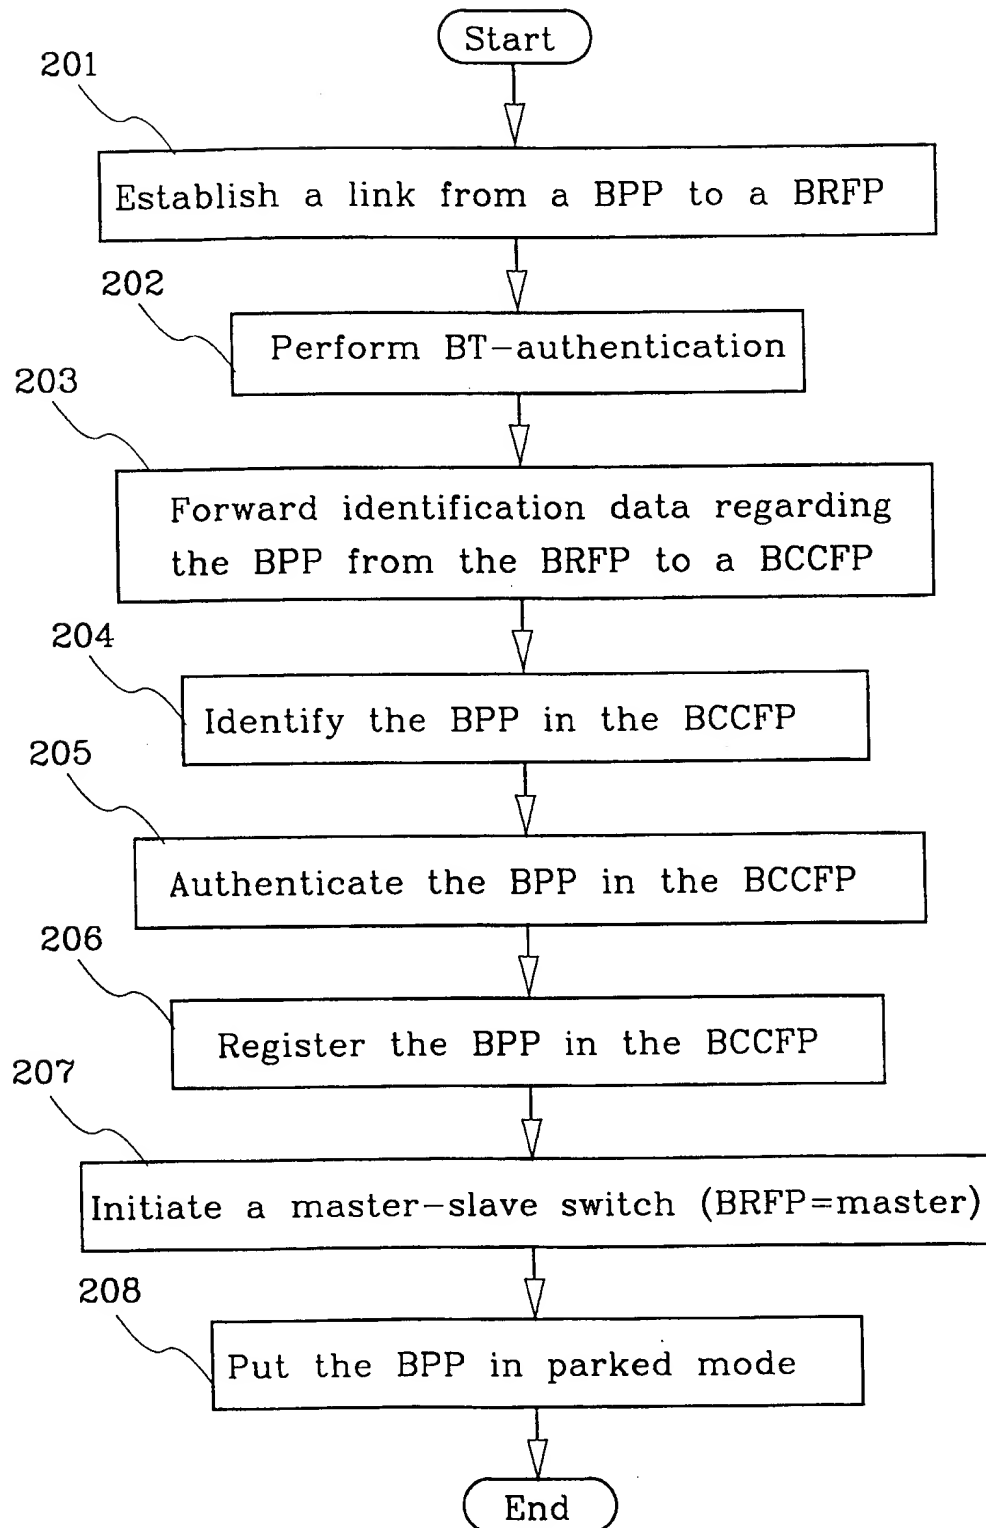 Start
201
Establish a link from a BPP to a BRFP
202
Perform BT-authentication
203
Forward identification data regarding
the BPP from the BRFP to a BCCFP
204
Identify the BPP in the BCCFP
205
Authenticate the BPP in the BCCFP
206
Register the BPP in the BCCFP
207
Initiate a master-slave switch (BRFP=master)
208
Put the BPP in parked mode
End